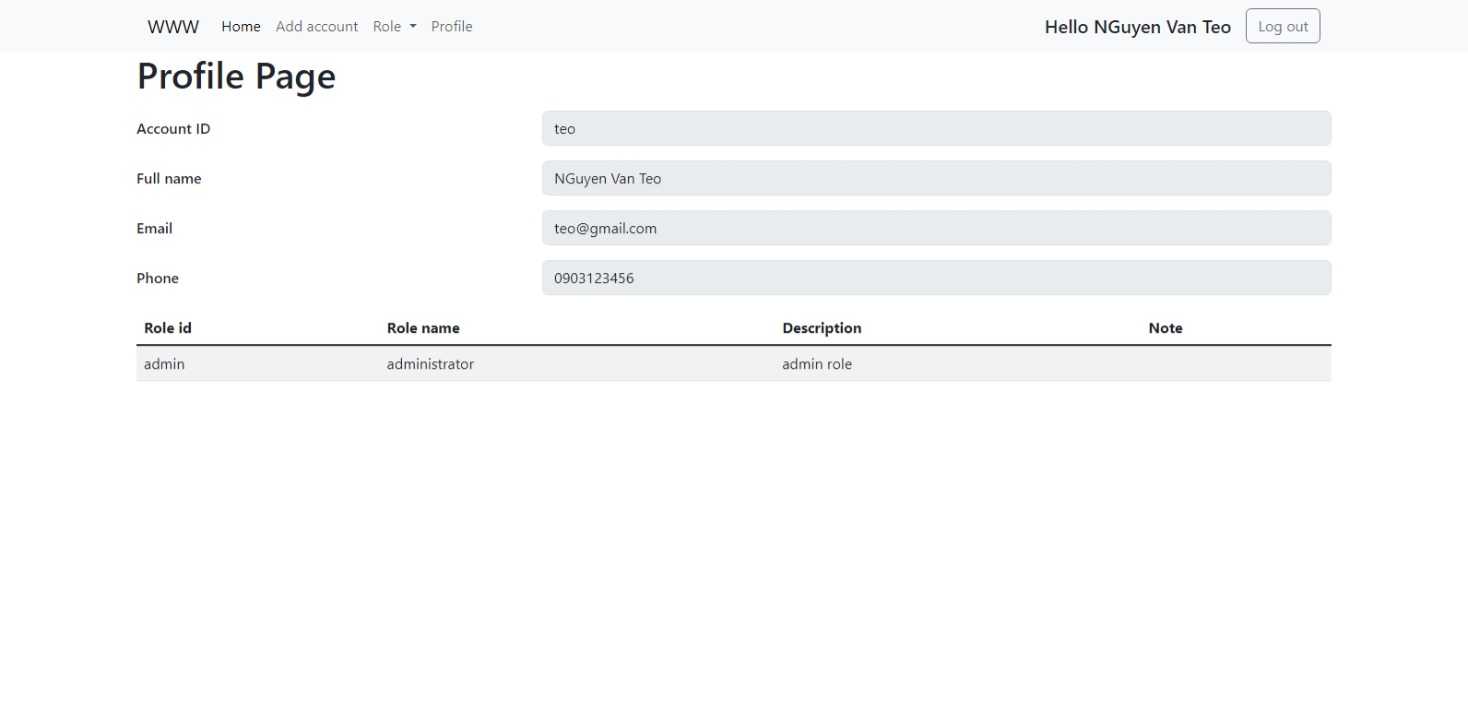 WWW Home Add account Role Profile Hello NGuyen Van Teo Log out
Profile Page
Account ID teo
Full name NGuyen Van Teo
Email teo@gmail.com
Phone 0903123456
Role id Role name Description Note
admin administrator admin role